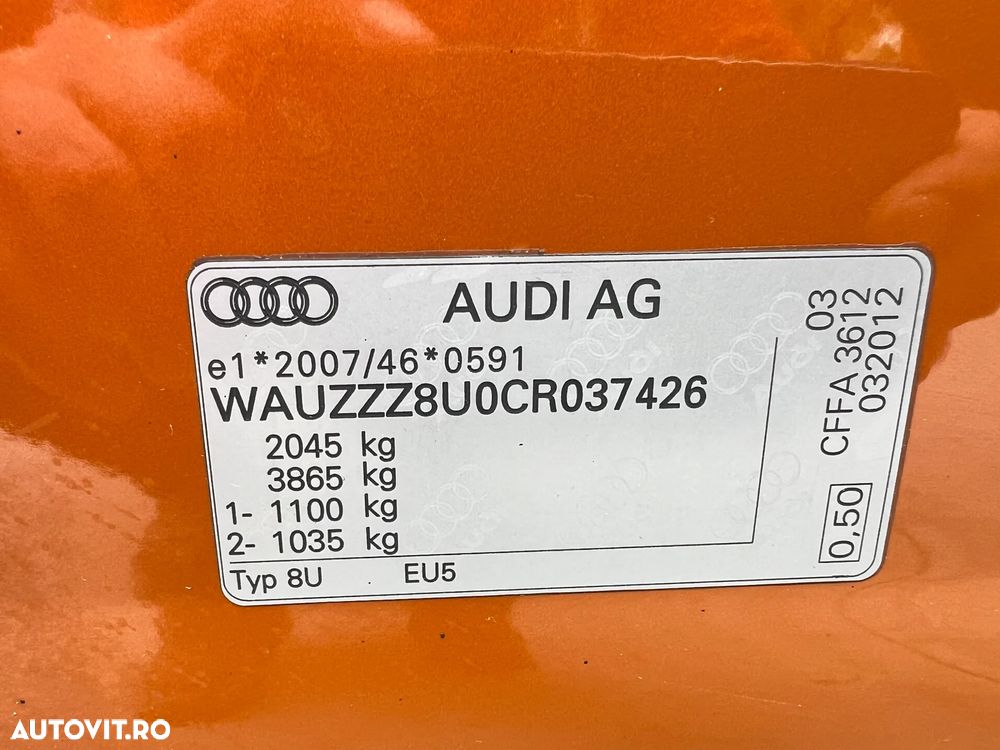 AUDI AG
e1*2007/46*0591
WAUZZZ8U0CR037426
2045 kg
3865 kg
1- 1100 kg
2- 1035 kg
Typ 8U EU5
03
CFFA 3612
032012
0,50
AUTOVIT.RO